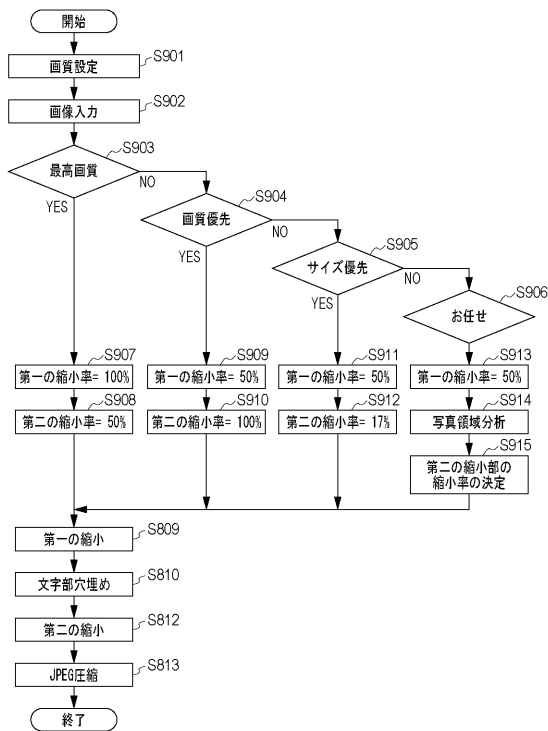 開始
画質設定
S901
画像入力
S902
最高画質
S903
YES
NO
画質優先
S904
YES
NO
サイズ優先
S905
YES
NO
お任せ
S906
第一の縮小率= 100%
S907
第二の縮小率= 50%
S908
第一の縮小率= 50%
S909
第二の縮小率= 100%
S910
第一の縮小率= 50%
S911
第二の縮小率= 17%
S912
第一の縮小率= 50%
S913
写真領域分析
S914
第二の縮小部の
縮小率の決定
S915
第一の縮小
S809
文字部穴埋め
S810
第二の縮小
S812
JPEG圧縮
S813
終了